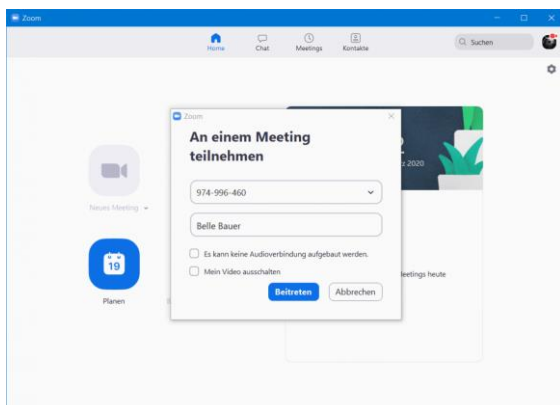 Zoom
Home
Chat
Meetings
Kontakte
Suchen
Zoom
An einem Meeting
teilnehmen
974-996-460
Belle Bauer
Es kann keine Audioverbindung aufgebaut werden.
Mein Video ausschalten
Beitreten
Abbrechen
Neues Meeting
19
Planen
2020
eetings heute